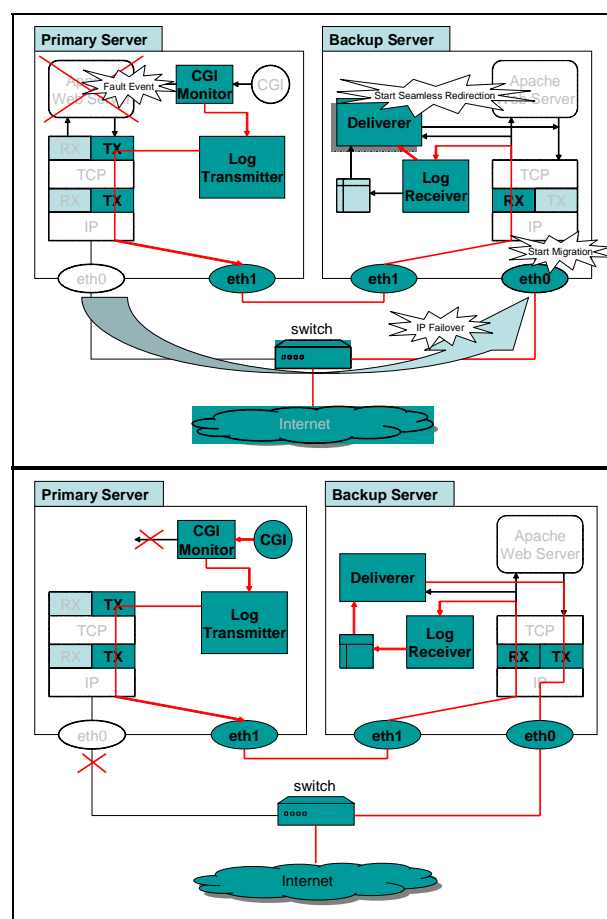 Primary Server
Backup Server
Apache
Web Server
Fault Event
CGI
Monitor
CGI
Start Seamless Redirection
Apache
Web Server
Deliverer
RX
TX
TCP
RX
TX
IP
Log
Transmitter
Log
Receiver
TCP
RX
TX
IP
Start Migration
eth0
eth1
eth1
eth0
switch
IP Failover
Internet
Primary Server
Backup Server
CGI
Monitor
CGI
Apache
Web Server
Deliverer
RX
TX
TCP
RX
TX
IP
Log
Transmitter
Log
Receiver
TCP
RX
TX
IP
eth0
eth1
eth1
eth0
switch
Internet